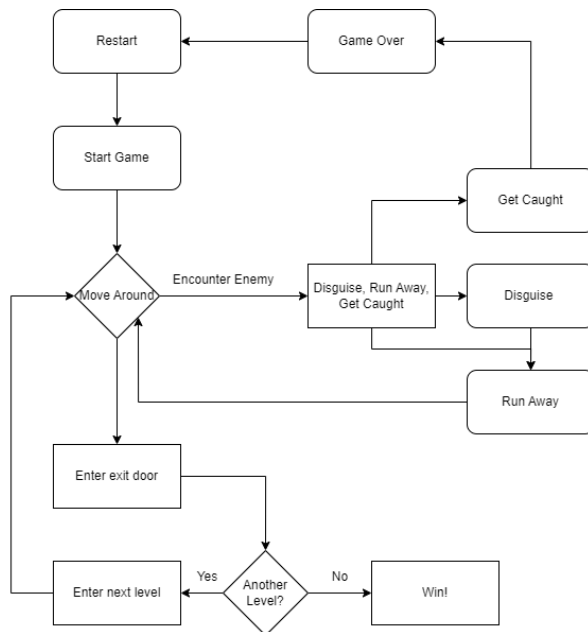 Restart
Game Over
Start Game
Get Caught
Move Around
Encounter Enemy
Disguise, Run Away,
Get Caught
Disguise
Run Away
Enter exit door
Enter next level
Yes
Another
Level?
No
Win!